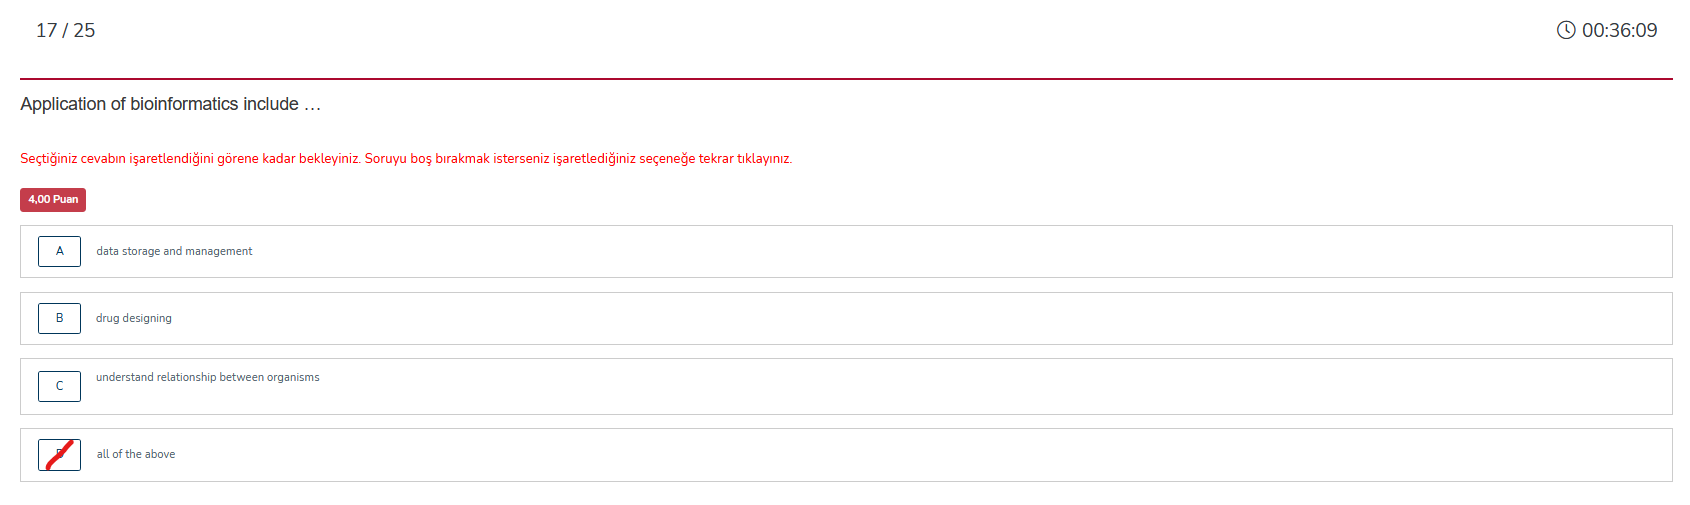 17 / 25
00:36:09
Application of bioinformatics include …
Seçtiğiniz cevabın işaretlendiğini görene kadar bekleyiniz. Soruyu boş bırakmak isterseniz işaretlediğiniz seçeneğe tekrar tıklayınız.
4,00 Puan
A data storage and management
B drug designing
C understand relationship between organisms
all of the above